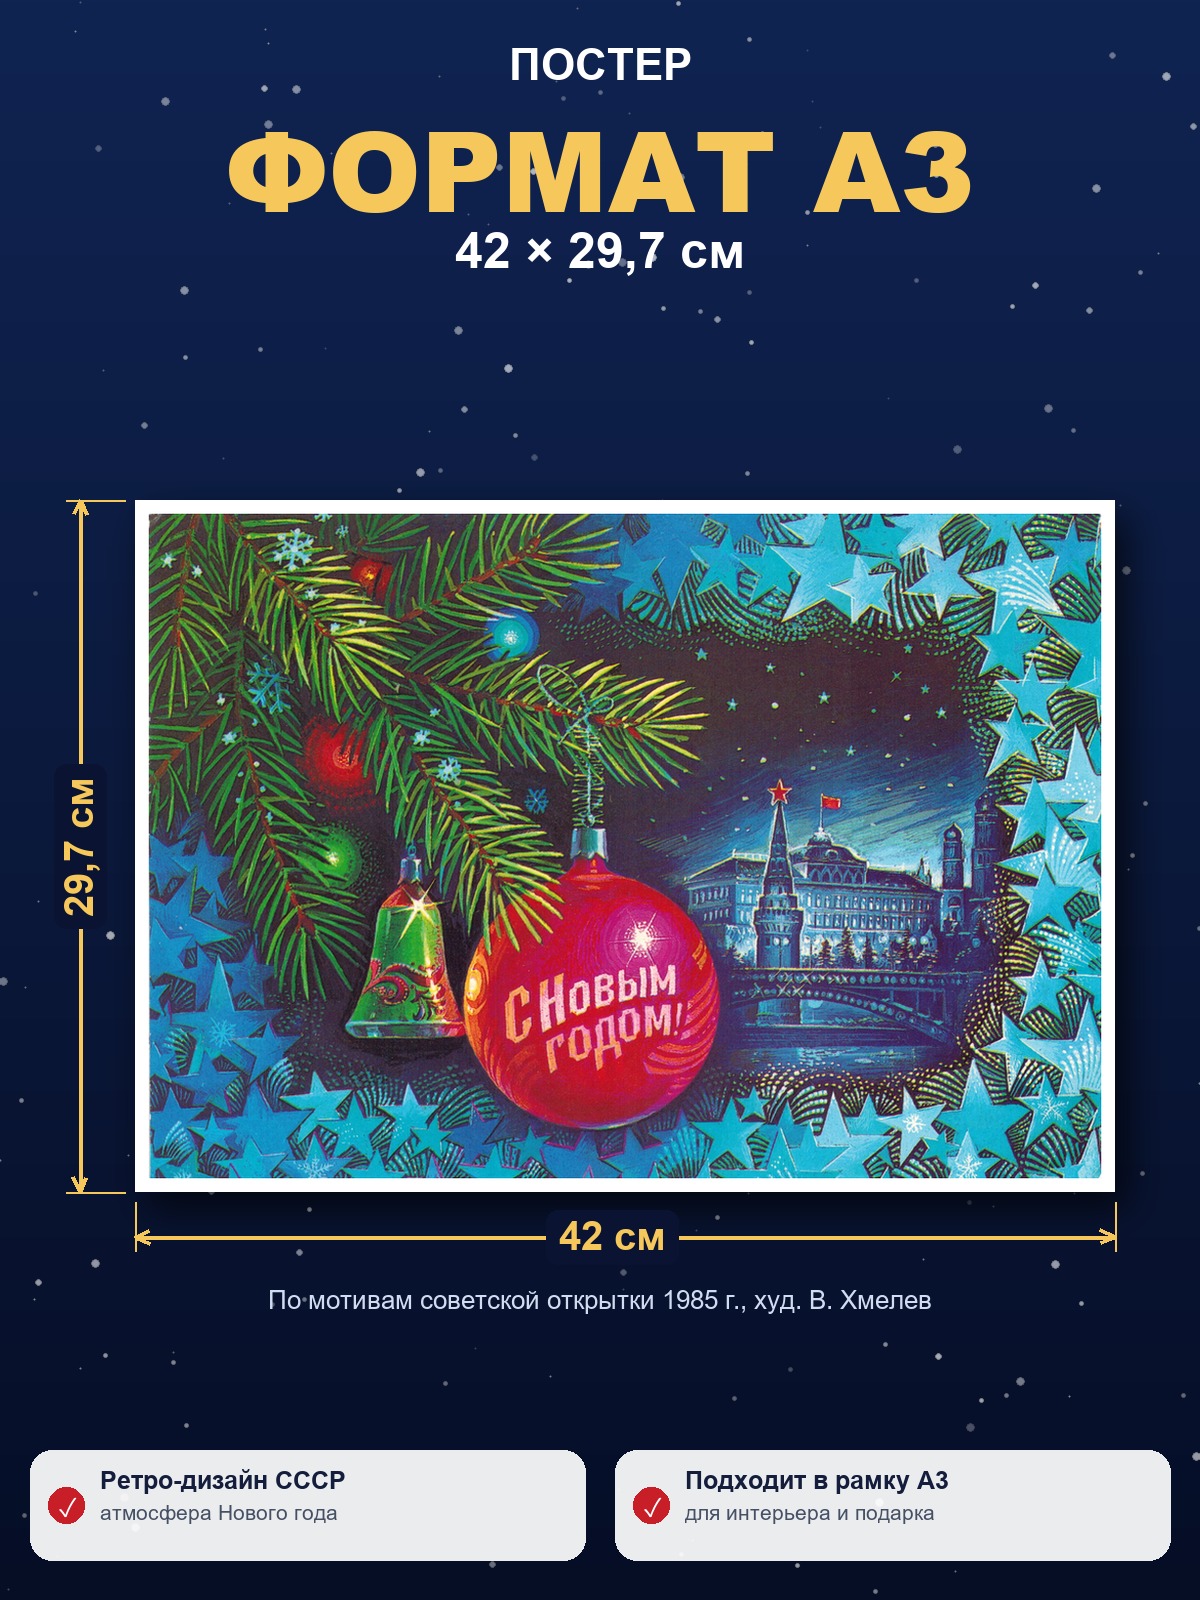 ПОСТЕР
ФОРМАТ А3
42 × 29,7 см
29,7 см
С Новым
годом!
42 см
По мотивам советской открытки 1985 г., худ. В. Хмелев
Ретро-дизайн СССР
атмосфера Нового года
Подходит в рамку А3
для интерьера и подарка